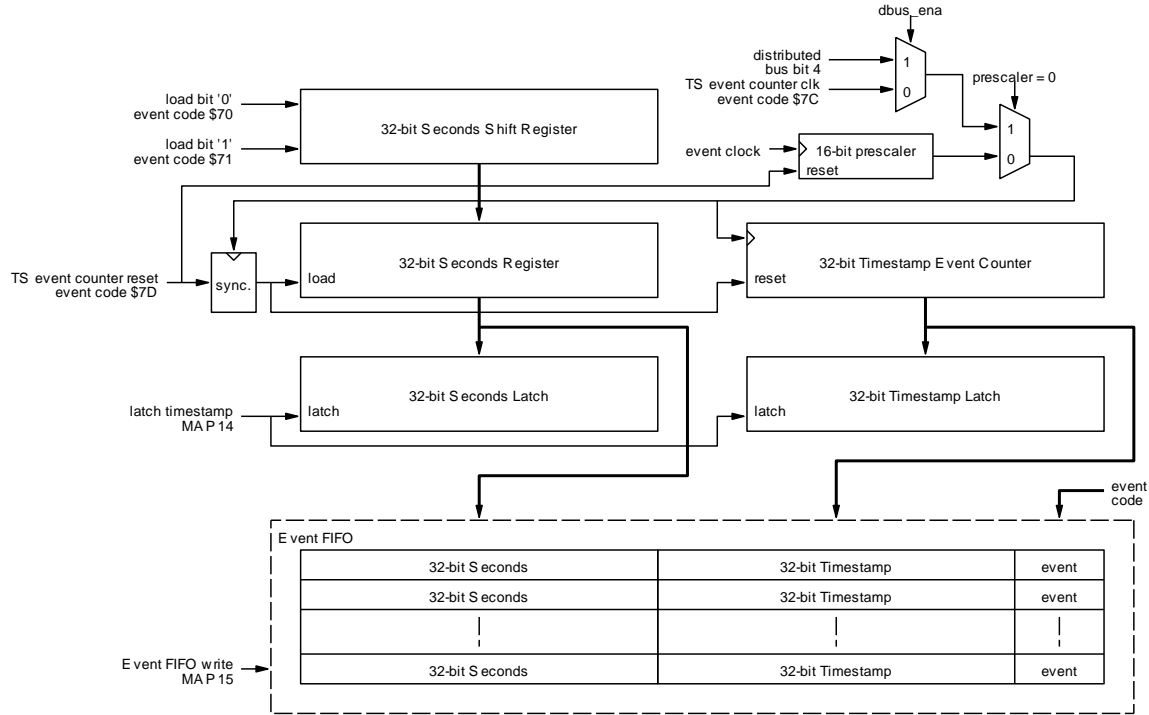 dbus_ena
distributed
bus bit 4
TS event counter clk
event code $7C
1
0
prescaler = 0
1
0
load bit '0'
event code $70
load bit '1'
event code $71
32-bit Seconds Shift Register
event clock
16-bit prescaler
reset
TS event counter reset
event code $7D
sync.
load
32-bit Seconds Register
reset
32-bit Timestamp Event Counter
latch timestamp
MAP14
latch
32-bit Seconds Latch
latch
32-bit Timestamp Latch
event
code
Event FIFO
32-bit Seconds 32-bit Timestamp event
32-bit Seconds 32-bit Timestamp event
Event FIFO write
MAP15
32-bit Seconds 32-bit Timestamp event